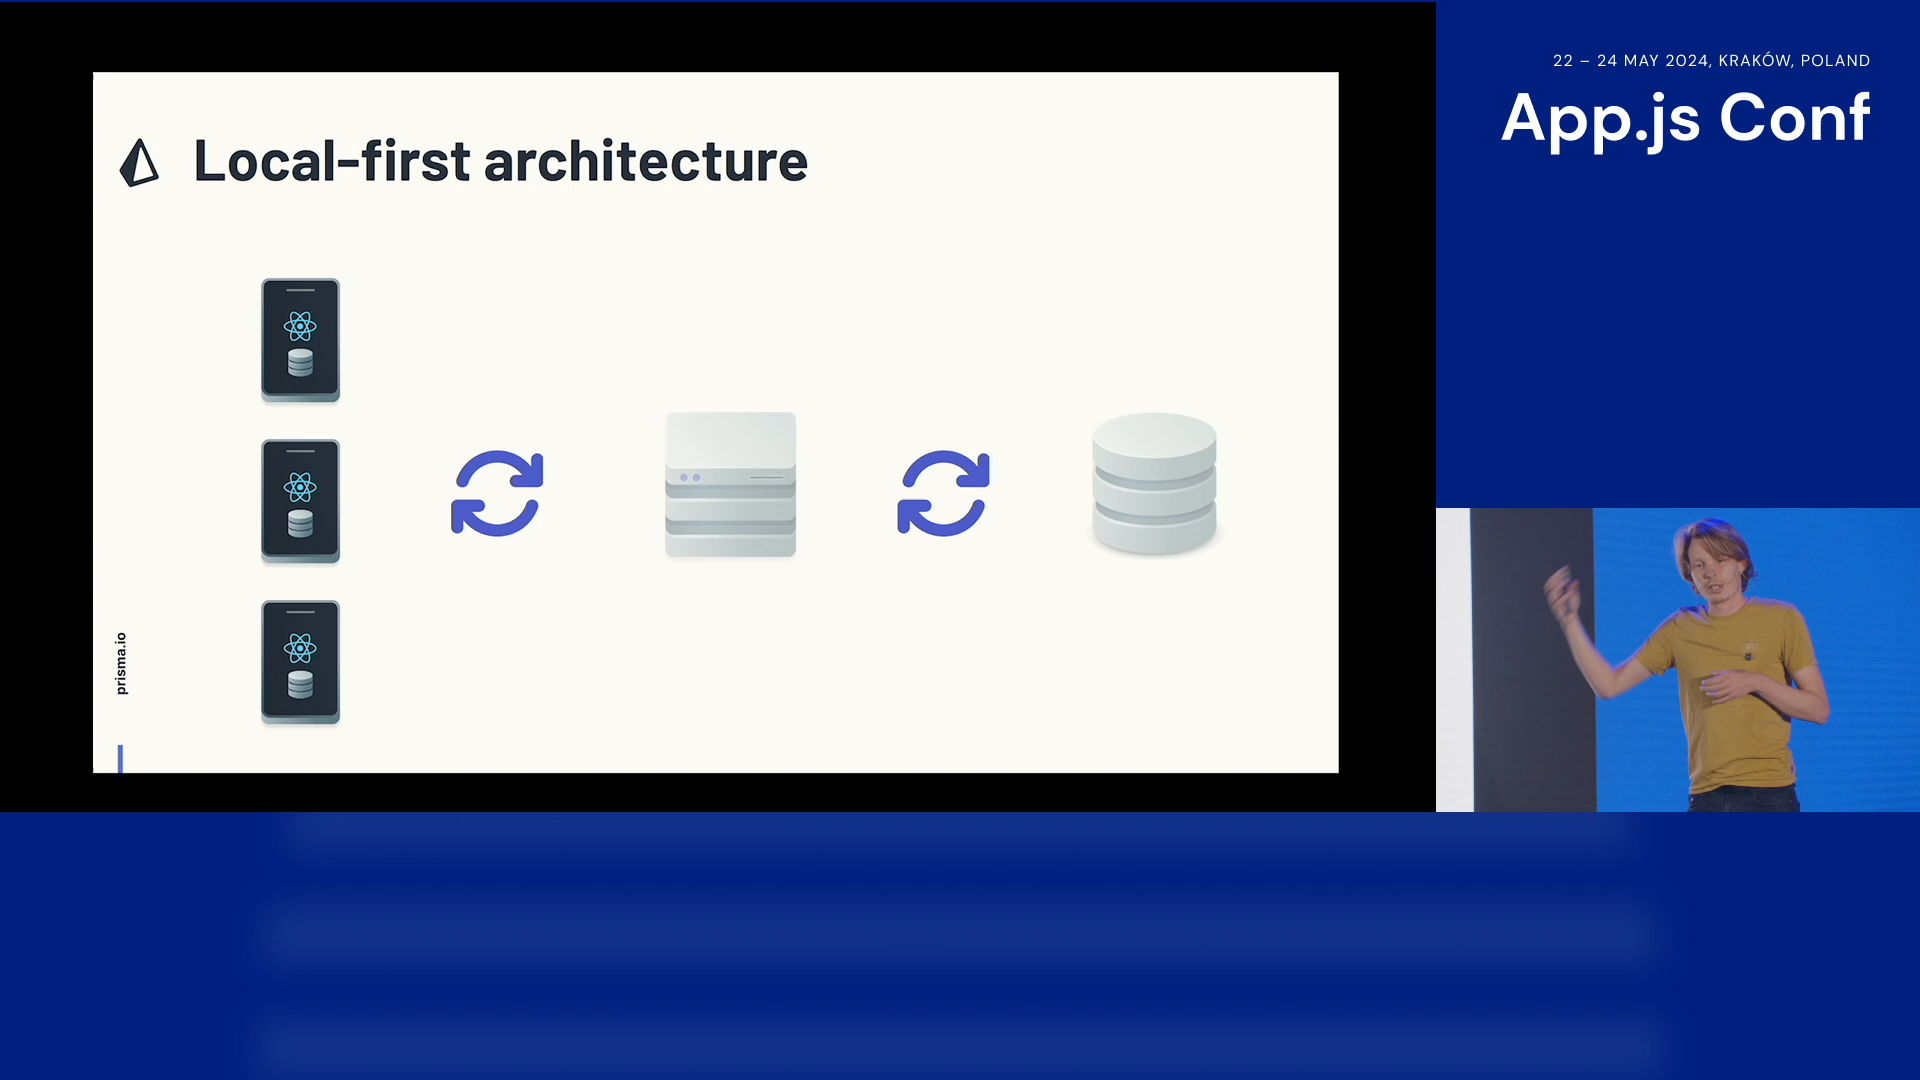 22 – 24 MAY 2024, KRAKÓW, POLAND
App.js Conf
Local-first architecture
prisma.io